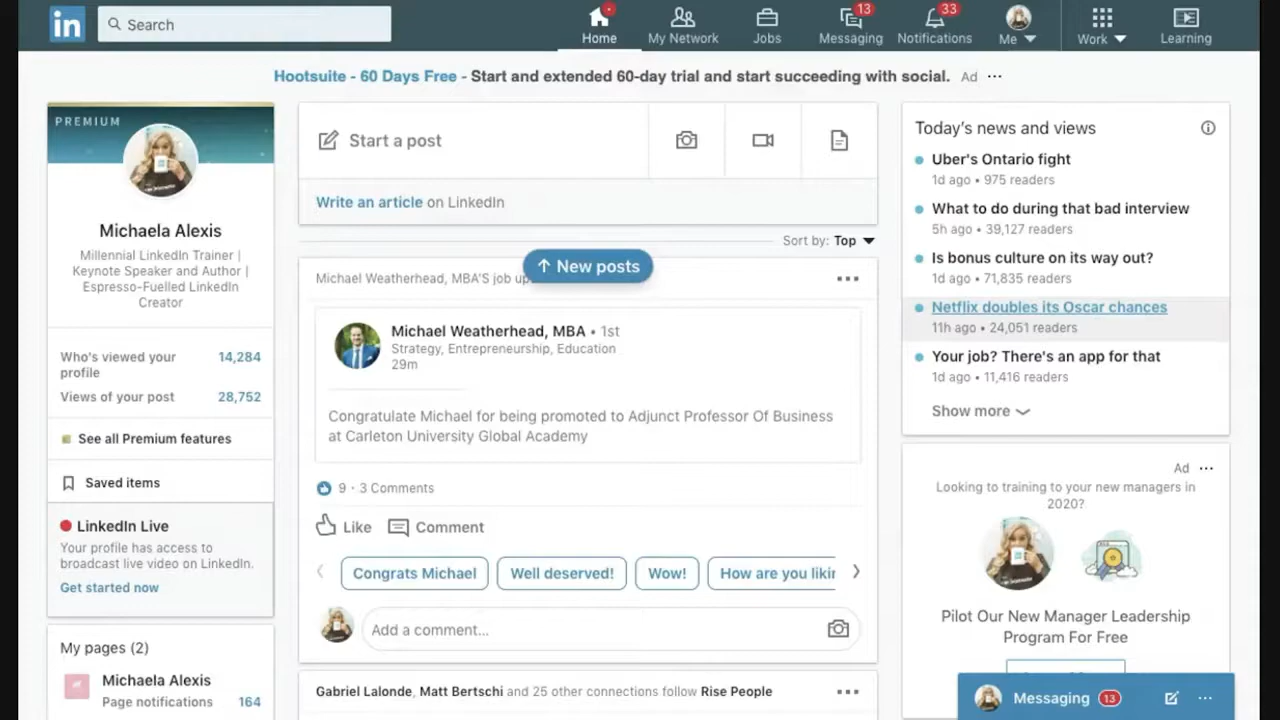 in
Search
Home
My Network
Jobs
13
Messaging
33
Notifications
Me
Work
Learning
Hootsuite - 60 Days Free - Start and extended 60-day trial and start succeeding with social. Ad ...
PREMIUM
Michaela Alexis
Millennial LinkedIn Trainer |
Keynote Speaker and Author |
Espresso-Fuelled LinkedIn
Creator
Who's viewed your
profile
14,284
Views of your post 28,752
See all Premium features
Saved items
LinkedIn Live
Your profile has access to
broadcast live video on LinkedIn.
Get started now
My pages (2)
Michaela Alexis
Page notifications 164
Start a post
Write an article on LinkedIn
Sort by: Top
↑ New posts
Michael Weatherhead, MBA'S job up
Michael Weatherhead, MBA • 1st
Strategy, Entrepreneurship, Education
29m
Congratulate Michael for being promoted to Adjunct Professor Of Business
at Carleton University Global Academy
9 · 3 Comments
Like Comment
Congrats Michael
Well deserved!
Wow!
How are you likin
Add a comment...
Gabriel Lalonde, Matt Bertschi and 25 other connections follow Rise People
Today's news and views
Uber's Ontario fight
1d ago • 975 readers
What to do during that bad interview
5h ago • 39,127 readers
Is bonus culture on its way out?
1d ago • 71,835 readers
Netflix doubles its Oscar chances
11h ago • 24,051 readers
Your job? There's an app for that
1d ago • 11,416 readers
Show more
Ad ...
Looking to training to your new managers in
2020?
Pilot Our New Manager Leadership
Program For Free
Messaging 13